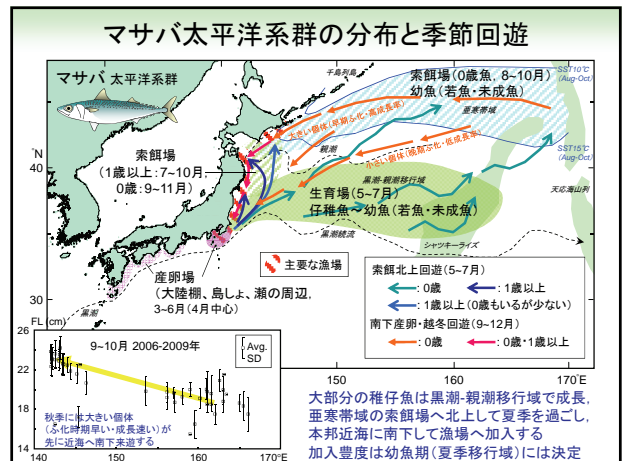 マサバ太平洋系群の分布と季節回遊
マサバ 太平洋系群
千島列島
索餌場(0歳魚, 8~10月)
幼魚(若魚・未成魚)
SST10℃
(Aug-Oct)
亜寒帯域
大きい個体(早期ふ化・高成長率)
小さい個体(晩期ふ化・低成長率)
親潮
SST15℃
(Aug-Oct)
40
°N
索餌場
(1歳以上:7~10月,
0歳:9~11月)
黒潮-親潮移行域
生育場(5~7月)
仔稚魚~幼魚(若魚・未成魚)
天応海山列
黒潮続流
シャツキーライズ
主要な漁場
産卵場
(大陸棚、島しょ、瀬の周辺,
3~6月(4月中心)
30
黒潮
索餌北上回遊(5~7月)
:0歳
:1歳以上
:1歳以上(0歳もいるが少ない)
南下産卵・越冬回遊(9~12月)
:0歳
:0歳・1歳以上
150
160
170°E
FL (cm)
26
22
18
14
9~10月 2006-2009年
Avg.
SD
秋季には大きい個体
(ふ化時期早い・成長速い)が
先に近海へ南下来遊する
140
150
160
170°E
大部分の稚仔魚は黒潮-親潮移行域で成長,
亜寒帯域の索餌場へ北上して夏季を過ごし,
本邦近海に南下して漁場へ加入する
加入豊度は幼魚期(夏季移行域)には決定